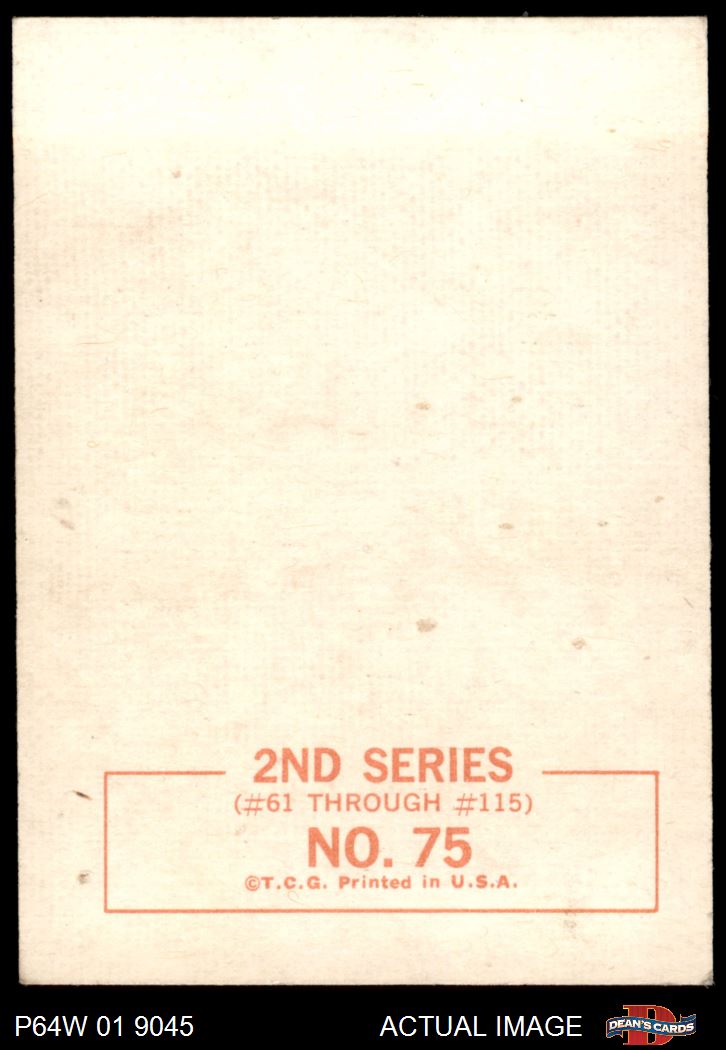 2ND SERIES
(#61 THROUGH #115)
NO. 75
©T.C.G. Printed in U.S.A.
P64W 01 9045
ACTUAL IMAGE
D
DEAN'S CARDS